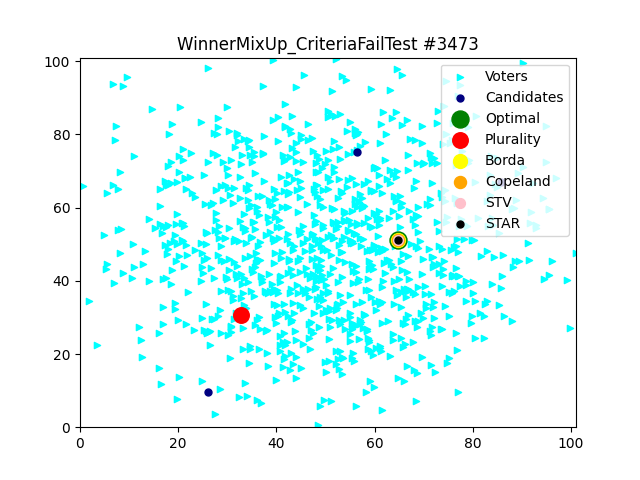 WinnerMixUp_CriteriaFailTest #3473
100
80
60
40
20
0
Voters
Candidates
Optimal
Plurality
Borda
Copeland
STV
STAR
0 20 40 60 80 100